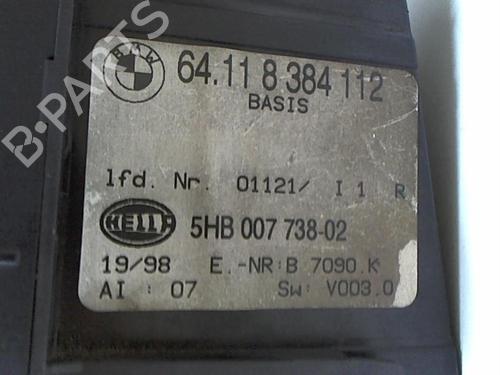 BMW
64.11 8 384 112
BASIS
lfd. Nr. 01121/ I 1 R
HELLA
5HB 007 738-02
19/98 E.-NR:B 7090.K
AI : 07 Sw: V003.0
B-PARTS